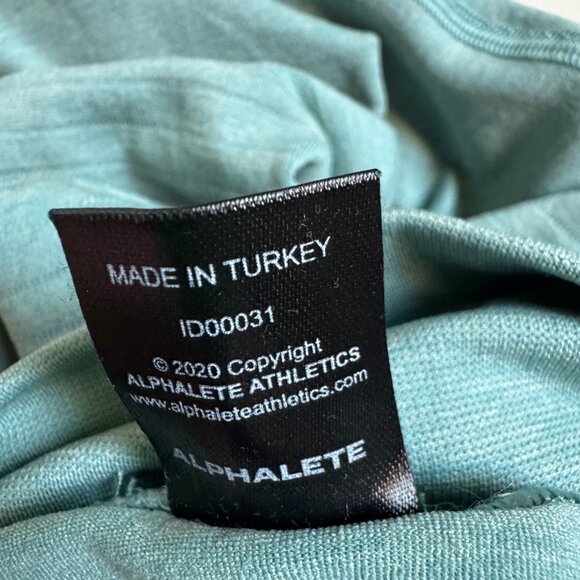 MADE IN TURKEY
ID00031
© 2020 Copyright
ALPHALETE ATHLETICS
www.alphaleteathletics.com
ALPHALETE